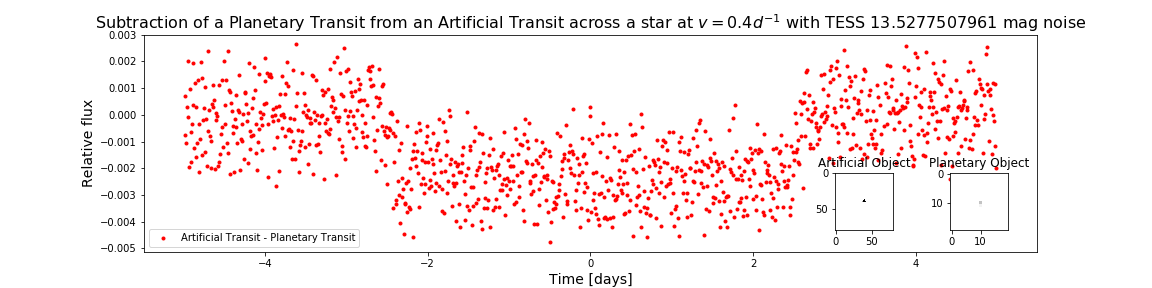 Subtraction of a Planetary Transit from an Artificial Transit across a star at v = 0.4d⁻¹ with TESS 13.5277507961 mag noise
Relative flux
0.003
0.002
0.001
0.000
−0.001
−0.002
−0.003
−0.004
−0.005
Artificial Transit - Planetary Transit
Artificial Object
0
50
0 50
Planetary Object
0
10
0 10
−4 −2 0 2 4
Time [days]